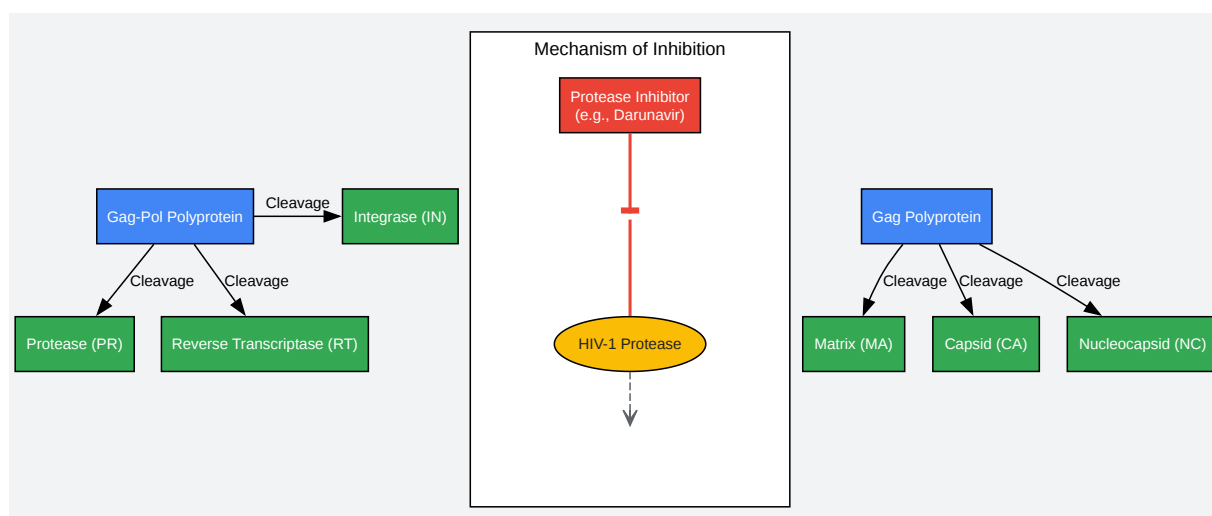 Mechanism of Inhibition
Protease Inhibitor
(e.g., Darunavir)
Gag-Pol Polyprotein
Cleavage
Integrase (IN)
Gag Polyprotein
Cleavage
Cleavage
Cleavage
Cleavage
Cleavage
Protease (PR)
Reverse Transcriptase (RT)
HIV-1 Protease
Matrix (MA)
Capsid (CA)
Nucleocapsid (NC)